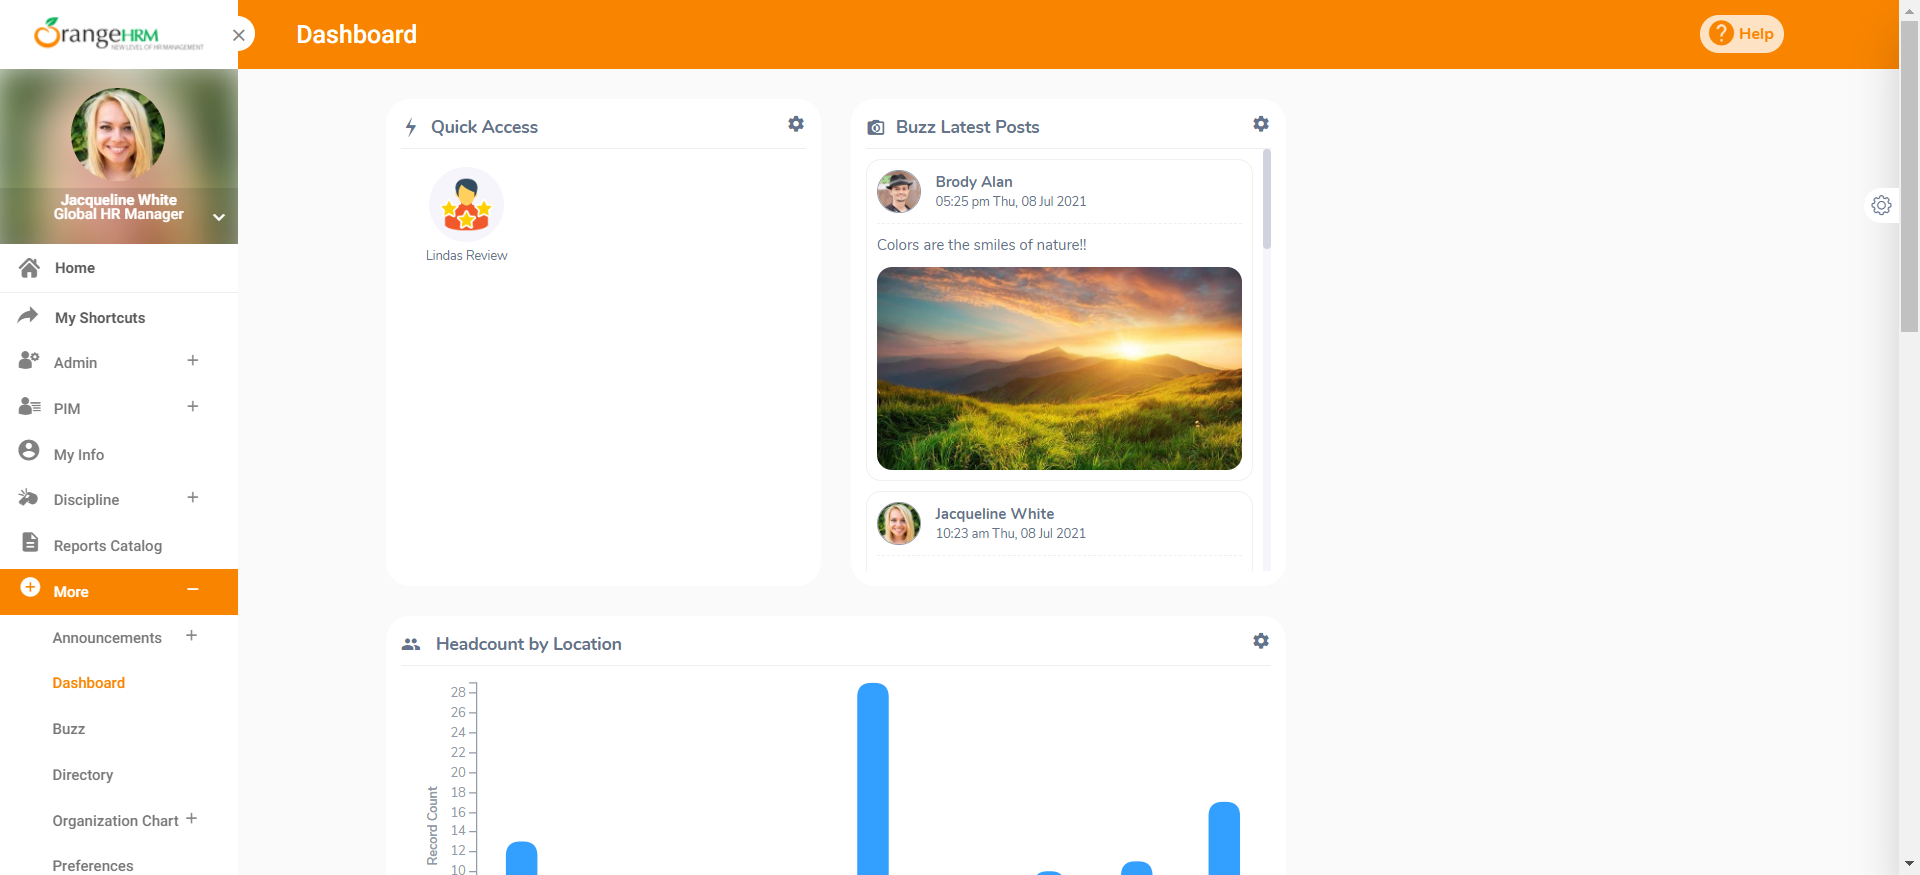 OrangeHRM
NEW LEVEL OF HR MANAGEMENT
Dashboard
? Help
Jacqueline White
Global HR Manager
Home
My Shortcuts
Admin
PIM
My Info
Discipline
Reports Catalog
More
Announcements
Dashboard
Buzz
Directory
Organization Chart
Preferences
Quick Access
Lindas Review
Buzz Latest Posts
Brody Alan
05:25 pm Thu, 08 Jul 2021
Colors are the smiles of nature!!
Jacqueline White
10:23 am Thu, 08 Jul 2021
Headcount by Location
Record Count
28
26
24
22
20
18
16
14
12
10